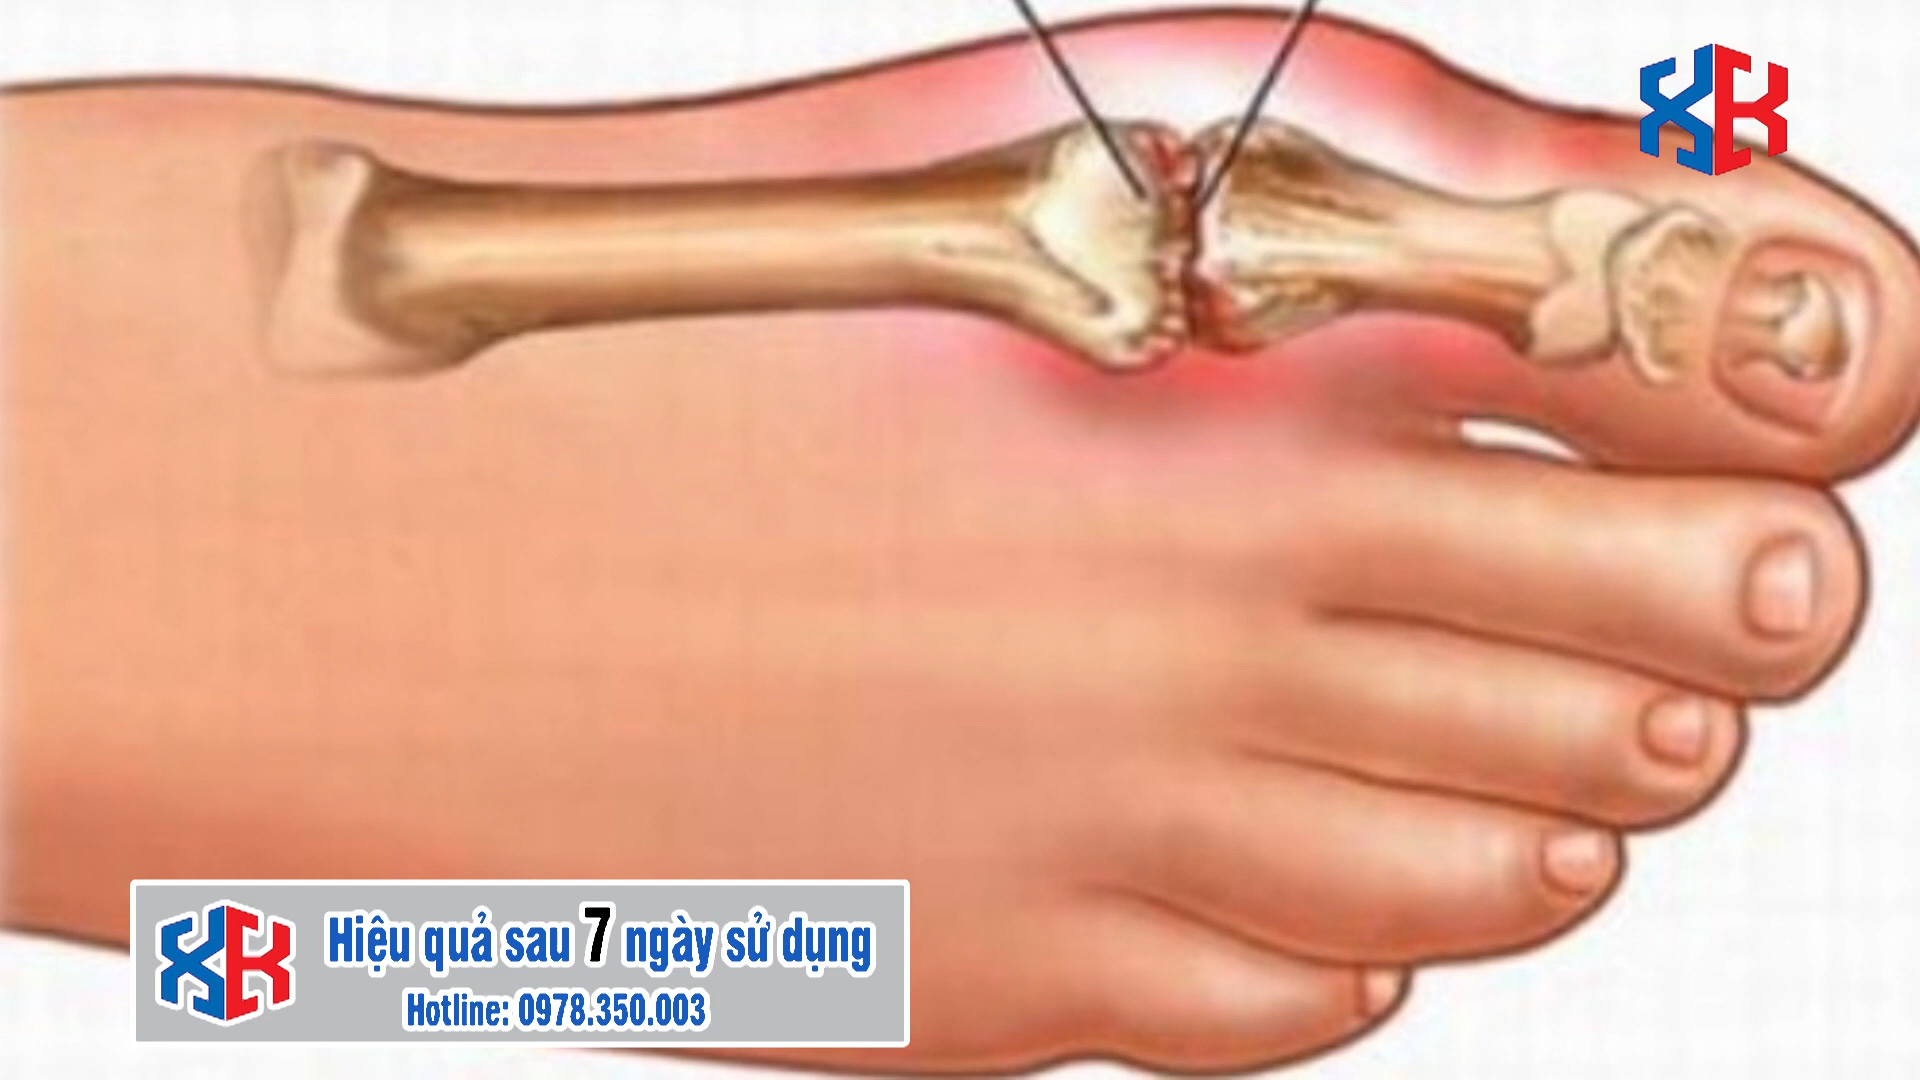 Hiệu quả sau 7 ngày sử dụng
Hotline: 0978.350.003